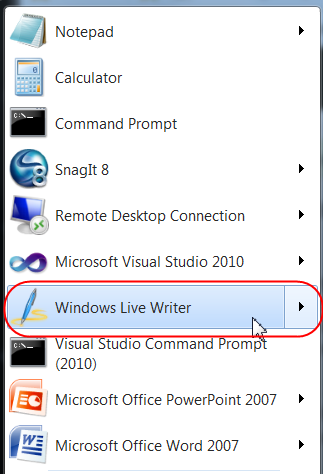 Notepad
Calculator
C:\_
Command Prompt
SnagIt 8
Remote Desktop Connection
Microsoft Visual Studio 2010
Windows Live Writer
C:\_
Visual Studio Command Prompt
(2010)
Microsoft Office PowerPoint 2007
Microsoft Office Word 2007